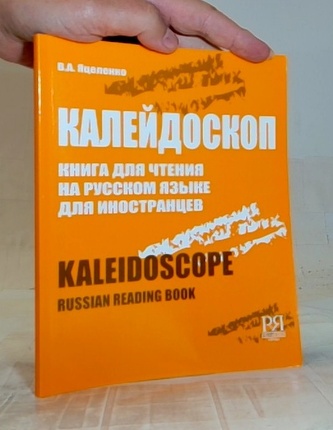 В.А. Яцеленко
КАЛЕЙДОСКОП
КНИГА ДЛЯ ЧТЕНИЯ
НА РУССКОМ ЯЗЫКЕ
ДЛЯ ИНОСТРАНЦЕВ
KALEIDOSCOPE
RUSSIAN READING BOOK
РЯ